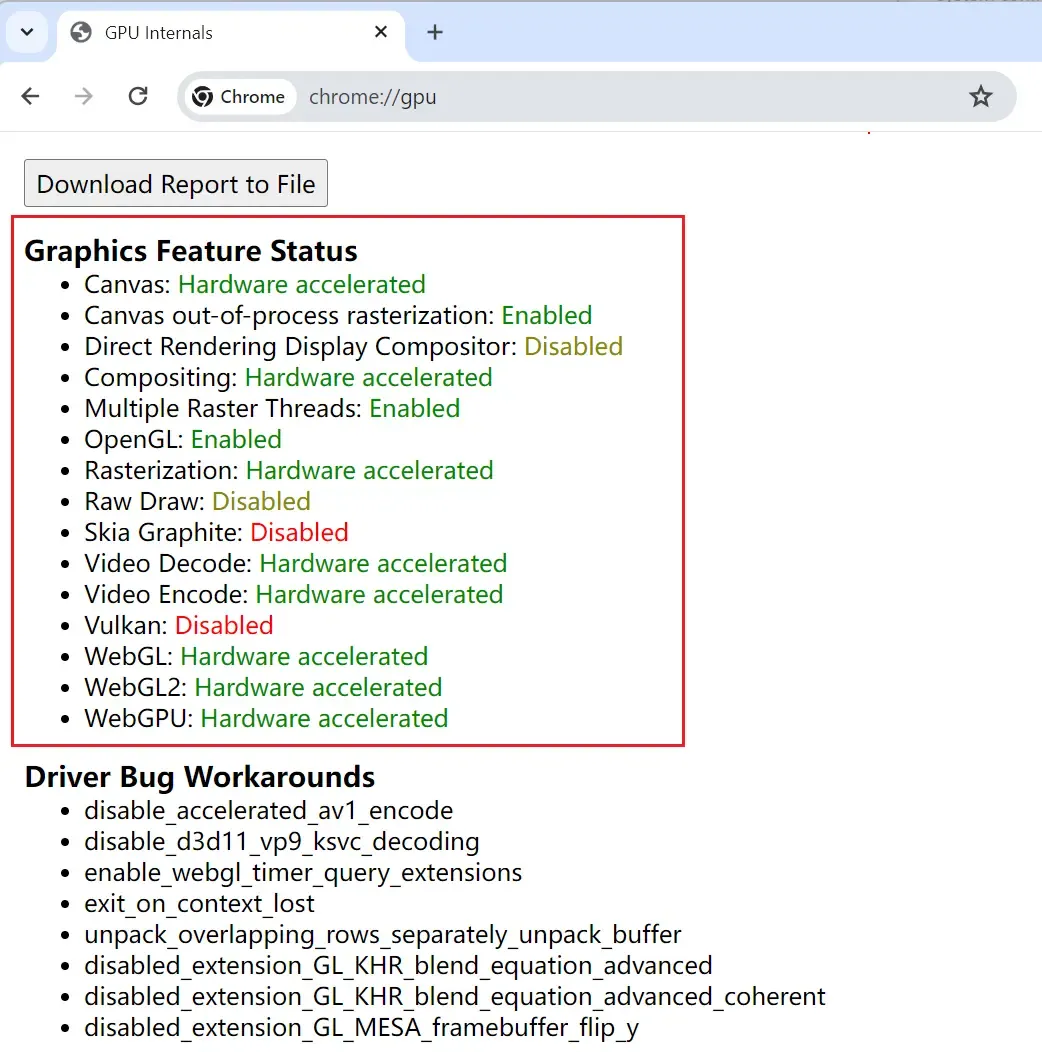 GPU Internals
Chrome chrome://gpu
Download Report to File
Graphics Feature Status
Canvas: Hardware accelerated
Canvas out-of-process rasterization: Enabled
Direct Rendering Display Compositor: Disabled
Compositing: Hardware accelerated
Multiple Raster Threads: Enabled
OpenGL: Enabled
Rasterization: Hardware accelerated
Raw Draw: Disabled
Skia Graphite: Disabled
Video Decode: Hardware accelerated
Video Encode: Hardware accelerated
Vulkan: Disabled
WebGL: Hardware accelerated
WebGL2: Hardware accelerated
WebGPU: Hardware accelerated
Driver Bug Workarounds
disable_accelerated_av1_encode
disable_d3d11_vp9_ksvc_decoding
enable_webgl_timer_query_extensions
exit_on_context_lost
unpack_overlapping_rows_separately_unpack_buffer
disabled_extension_GL_KHR_blend_equation_advanced
disabled_extension_GL_KHR_blend_equation_advanced_coherent
disabled_extension_GL_MESA_framebuffer_flip_y